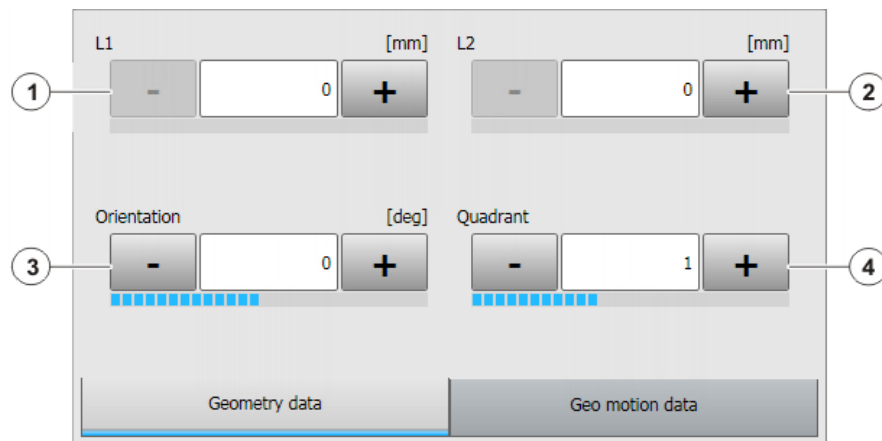 L1 [mm] L2 [mm]
1 - 0 + - 0 + 2
Orientation [deg] Quadrant
3 - 0 + - 1 + 4
Geometry data Geo motion data